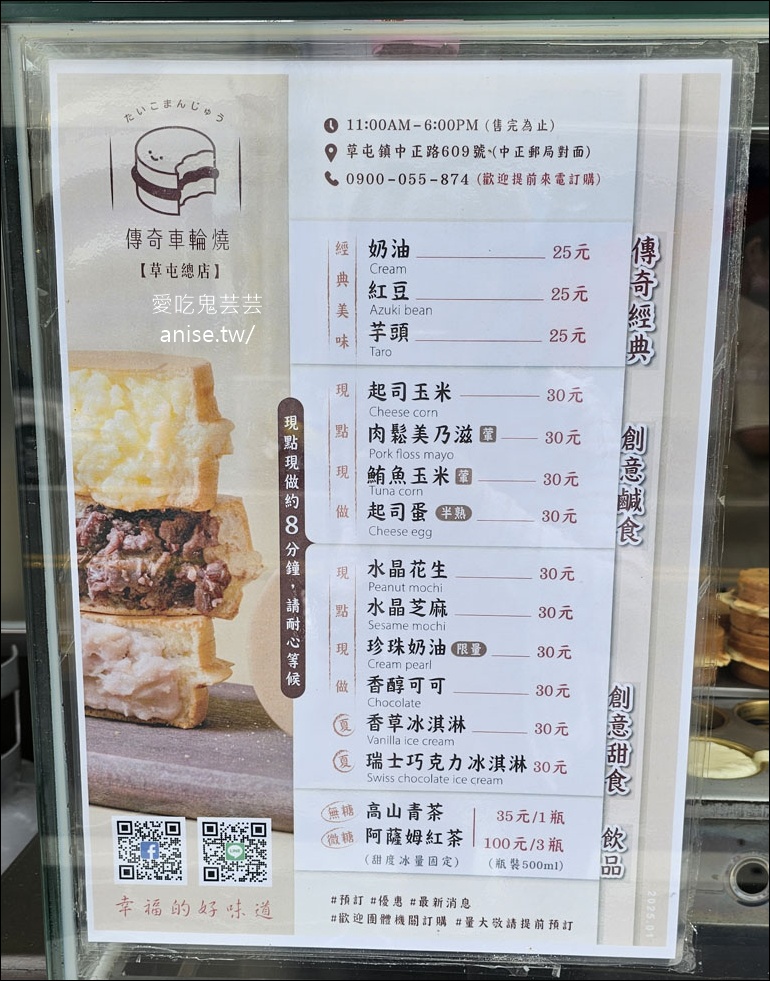 たいこまんじゅう
傳奇車輪燒
【草屯總店】
愛吃鬼芸芸
anise.tw/
11:00AM-6:00PM (售完為止)
草屯鎮中正路609號 (中正郵局對面)
0900-055-874 (歡迎提前來電訂購)
傳奇經典
經典美味
奶油 25元
Cream
紅豆 25元
Azuki bean
芋頭 25元
Taro
創意鹹食
現點現做
起司玉米 30元
Cheese corn
肉鬆美乃滋 葷 30元
Pork floss mayo
鮪魚玉米 葷 30元
Tuna corn
起司蛋 半熟 30元
Cheese egg
現點現做約8分鐘，請耐心等候
創意甜食
現點現做
水晶花生 30元
Peanut mochi
水晶芝麻 30元
Sesame mochi
珍珠奶油 限量 30元
Cream pearl
香醇可可 30元
Chocolate
夏 香草冰淇淋 30元
Vanilla ice cream
夏 瑞士巧克力冰淇淋 30元
Swiss chocolate ice cream
飲品
無糖 高山青茶 35元/1瓶
微糖 阿薩姆紅茶 100元/3瓶
(甜度冰量固定) (瓶裝500ml)
LINE
幸福的好味道
#預訂 #優惠 #最新消息
#歡迎團體機關訂購 #量大敬請提前預訂
2025.01